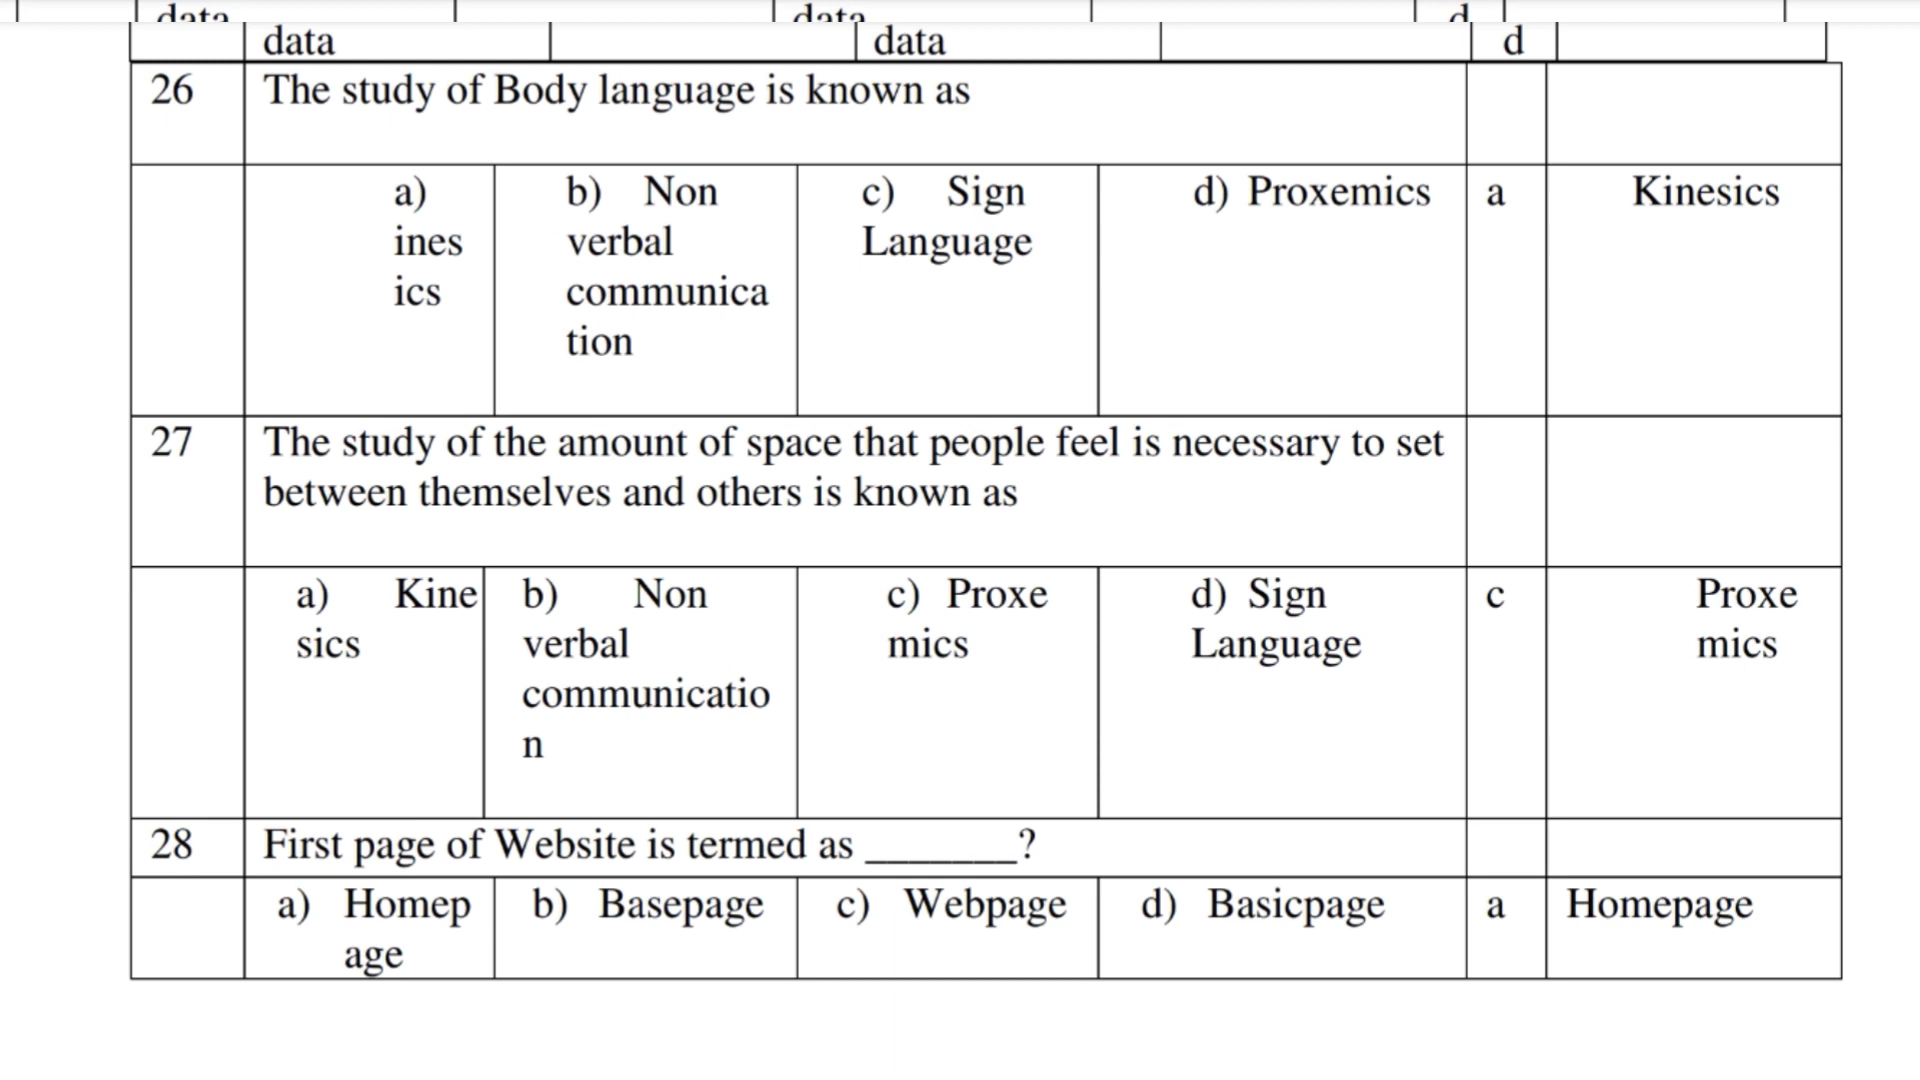 data data d
data data d
26 The study of Body language is known as
a) b) Non c) Sign d) Proxemics a Kinesics
ines verbal Language
ics communica
tion
27 The study of the amount of space that people feel is necessary to set
between themselves and others is known as
a) Kine b) Non c) Proxe d) Sign c Proxe
sics verbal mics Language mics
communicatio
n
28 First page of Website is termed as _______?
a) Homep b) Basepage c) Webpage d) Basicpage a Homepage
age